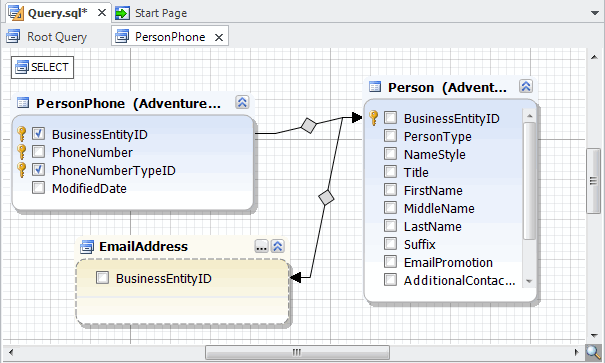 Query.sql* Start Page
Root Query PersonPhone
SELECT
PersonPhone (Adventure...
BusinessEntityID
PhoneNumber
PhoneNumberTypeID
ModifiedDate
Person (Advent...
BusinessEntityID
PersonType
NameStyle
Title
FirstName
MiddleName
LastName
Suffix
EmailPromotion
AdditionalContac...
EmailAddress ...
BusinessEntityID